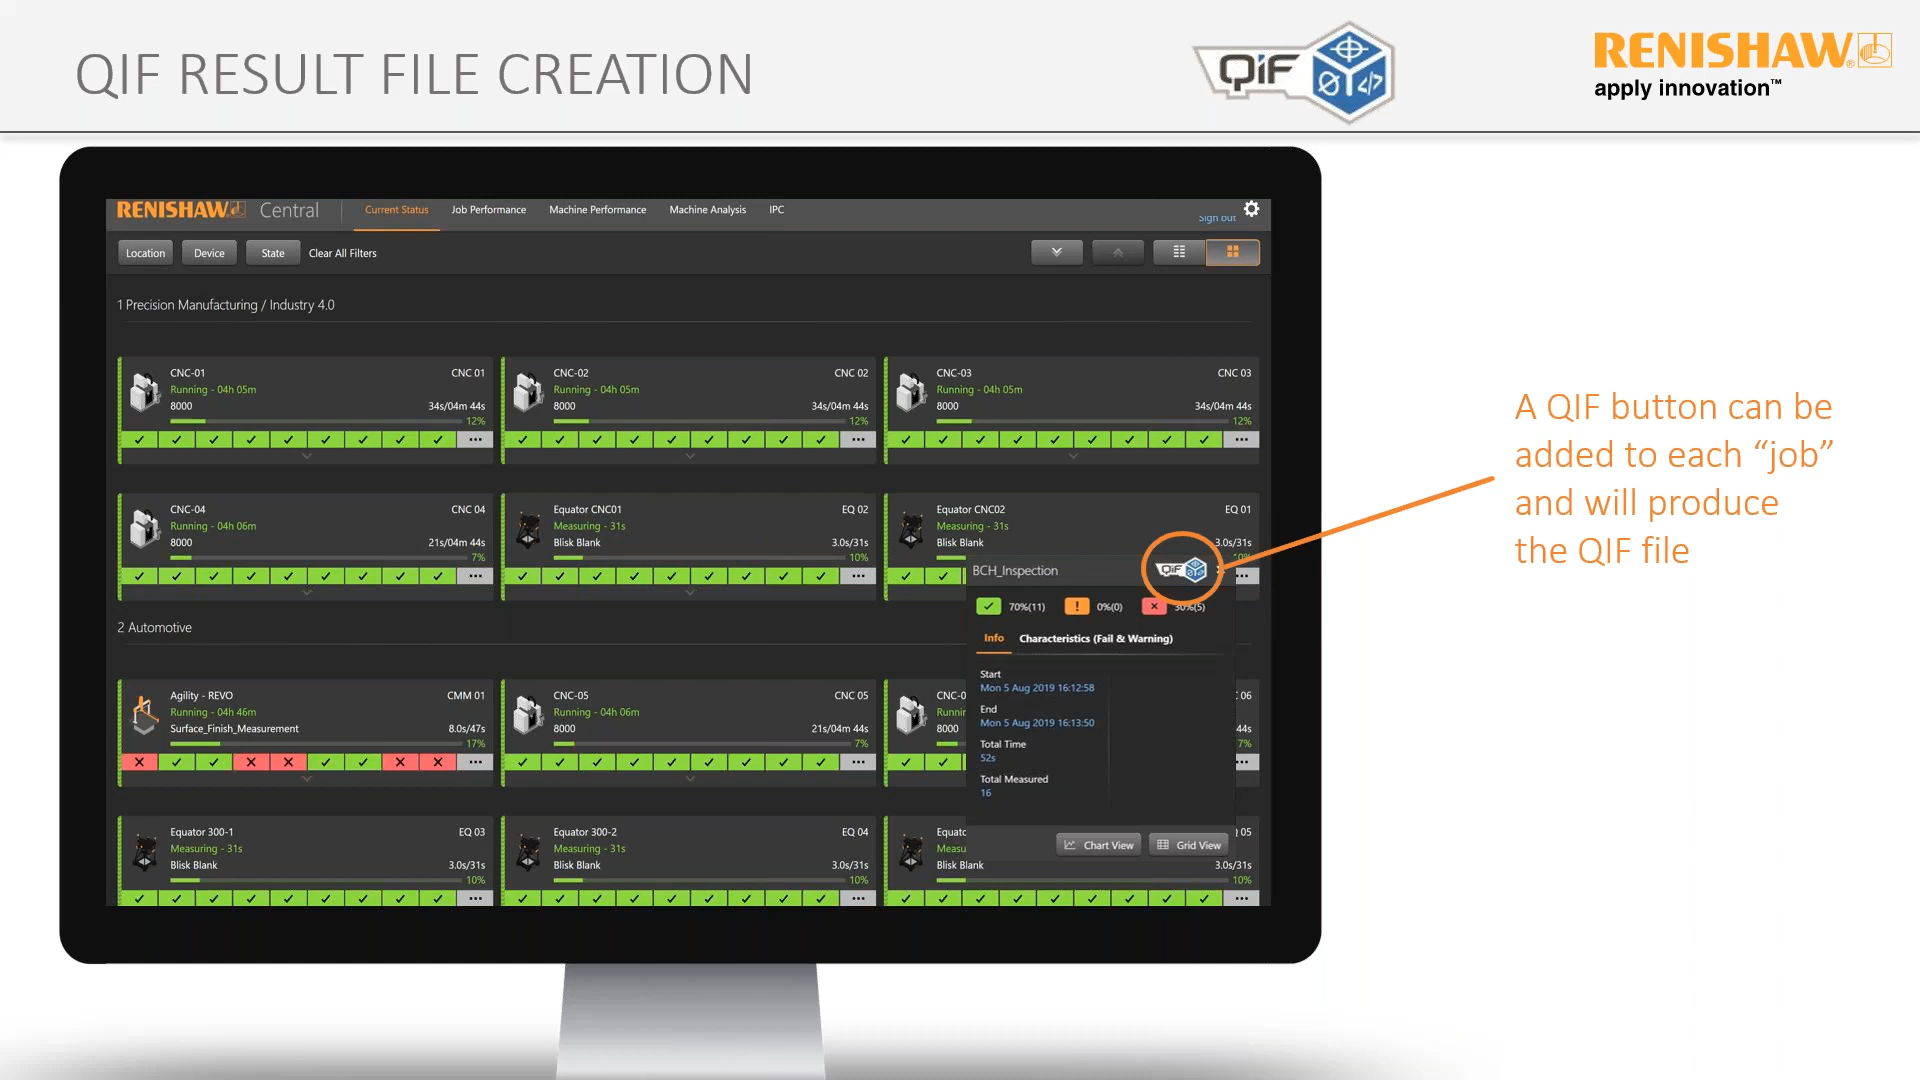 QIF RESULT FILE CREATION
QiF
RENISHAW
apply innovation™
RENISHAW Central
Current Status
Job Performance
Machine Performance
Machine Analysis
IPC
Sign out
Location
Device
State
Clear All Filters
1 Precision Manufacturing / Industry 4.0
CNC-01 CNC 01
Running - 04h 05m
8000 34s/04m 44s
12%
CNC-02 CNC 02
Running - 04h 05m
8000 34s/04m 44s
12%
CNC-03 CNC 03
Running - 04h 05m
8000 34s/04m 44s
12%
CNC-04 CNC 04
Running - 04h 06m
8000 21s/04m 44s
7%
Equator CNC01 EQ 02
Measuring - 31s
Blisk Blank 3.0s/31s
10%
Equator CNC02 EQ 01
Measuring - 31s
Blisk Blank 3.0s/31s
10%
BCH_Inspection
QiF
70%(11) 0%(0) 30%(5)
Info Characteristics (Fail & Warning)
Start
Mon 5 Aug 2019 16:12:58
End
Mon 5 Aug 2019 16:13:50
Total Time
52s
Total Measured
16
Chart View
Grid View
2 Automotive
Agility - REVO CMM 01
Running - 04h 46m
Surface_Finish_Measurement 8.0s/47s
17%
CNC-05 CNC 05
Running - 04h 06m
8000 21s/04m 44s
7%
CNC-0 06
Runnin
8000 44s
7%
Equator 300-1 EQ 03
Measuring - 31s
Blisk Blank 3.0s/31s
10%
Equator 300-2 EQ 04
Measuring - 31s
Blisk Blank 3.0s/31s
10%
Equato 05
Measu
Blisk Blank 3.0s/31s
10%
A QIF button can be
added to each “job”
and will produce
the QIF file